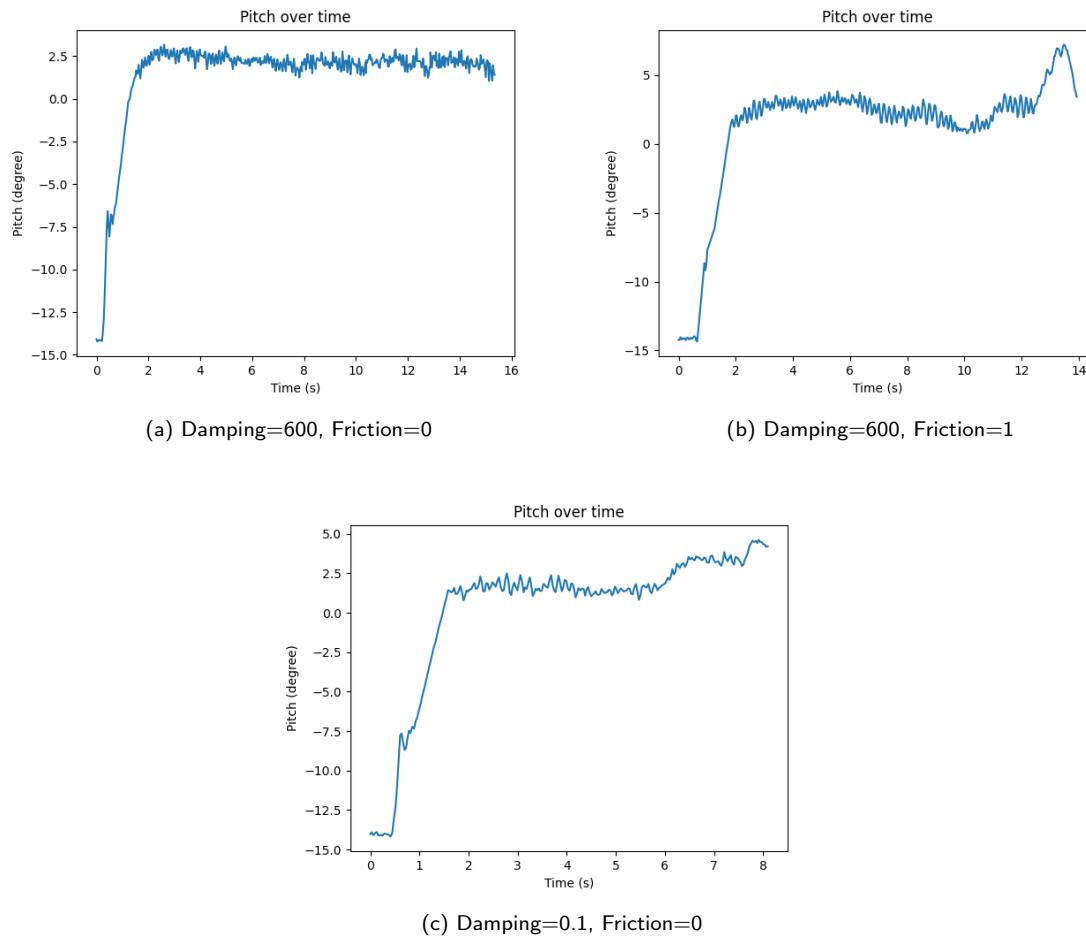 Pitch over time
Pitch (degree)
2.5
0.0
−2.5
−5.0
−7.5
−10.0
−12.5
−15.0
0 2 4 6 8 10 12 14 16
Time (s)
(a) Damping=600, Friction=0
Pitch over time
Pitch (degree)
5
0
−5
−10
−15
0 2 4 6 8 10 12 14
Time (s)
(b) Damping=600, Friction=1
Pitch over time
Pitch (degree)
5.0
2.5
0.0
−2.5
−5.0
−7.5
−10.0
−12.5
−15.0
0 1 2 3 4 5 6 7 8
Time (s)
(c) Damping=0.1, Friction=0